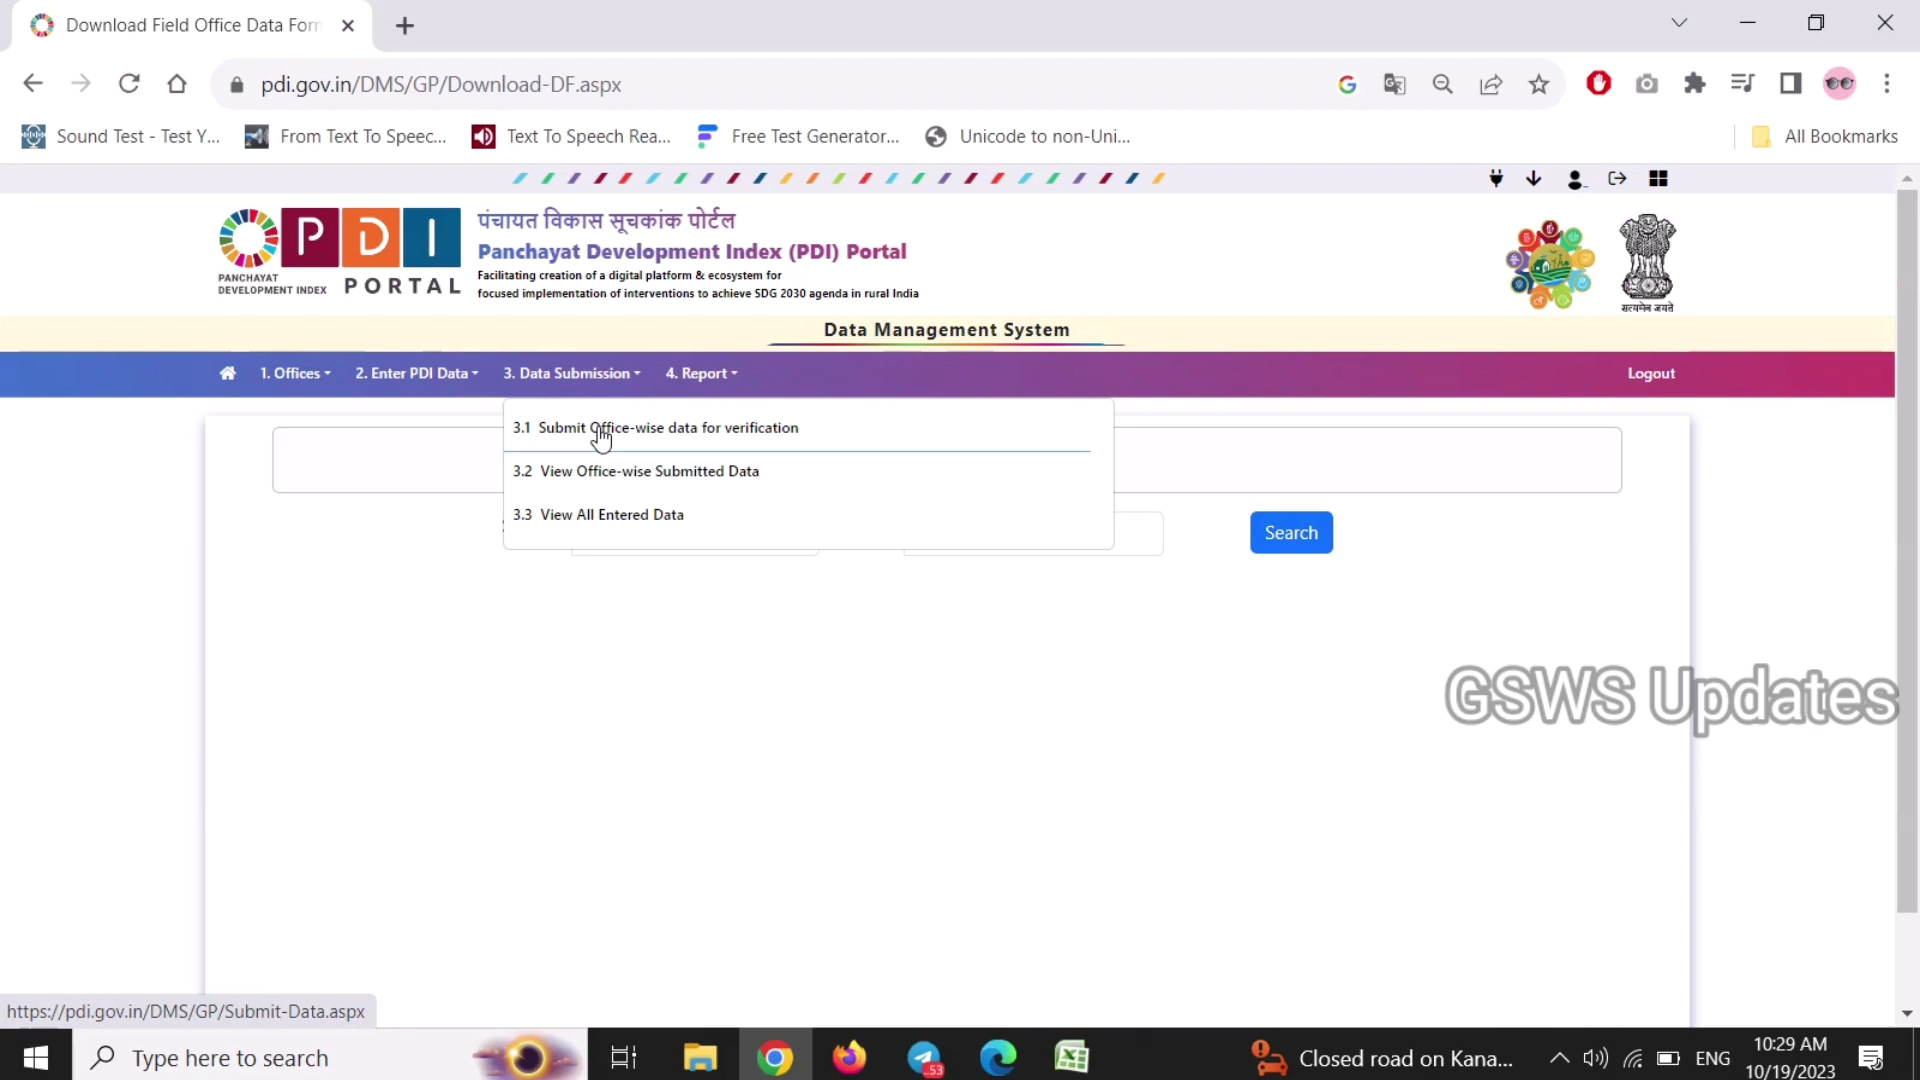 Download Field Office Data Forn
pdi.gov.in/DMS/GP/Download-DF.aspx
Sound Test - Test Y...
From Text To Speec...
Text To Speech Rea...
Free Test Generator...
Unicode to non-Uni...
All Bookmarks
PDI
PANCHAYAT
DEVELOPMENT INDEX
PORTAL
पंचायत विकास सूचकांक पोर्टल
Panchayat Development Index (PDI) Portal
Facilitating creation of a digital platform & ecosystem for
focused implementation of interventions to achieve SDG 2030 agenda in rural India
सत्यमेव जयते
Data Management System
1. Offices
2. Enter PDI Data
3. Data Submission
4. Report
Logout
3.1 Submit Office-wise data for verification
3.2 View Office-wise Submitted Data
3.3 View All Entered Data
Search
GSWS Updates
https://pdi.gov.in/DMS/GP/Submit-Data.aspx
Type here to search
..53
Closed road on Kana...
ENG
10:29 AM
10/19/2023